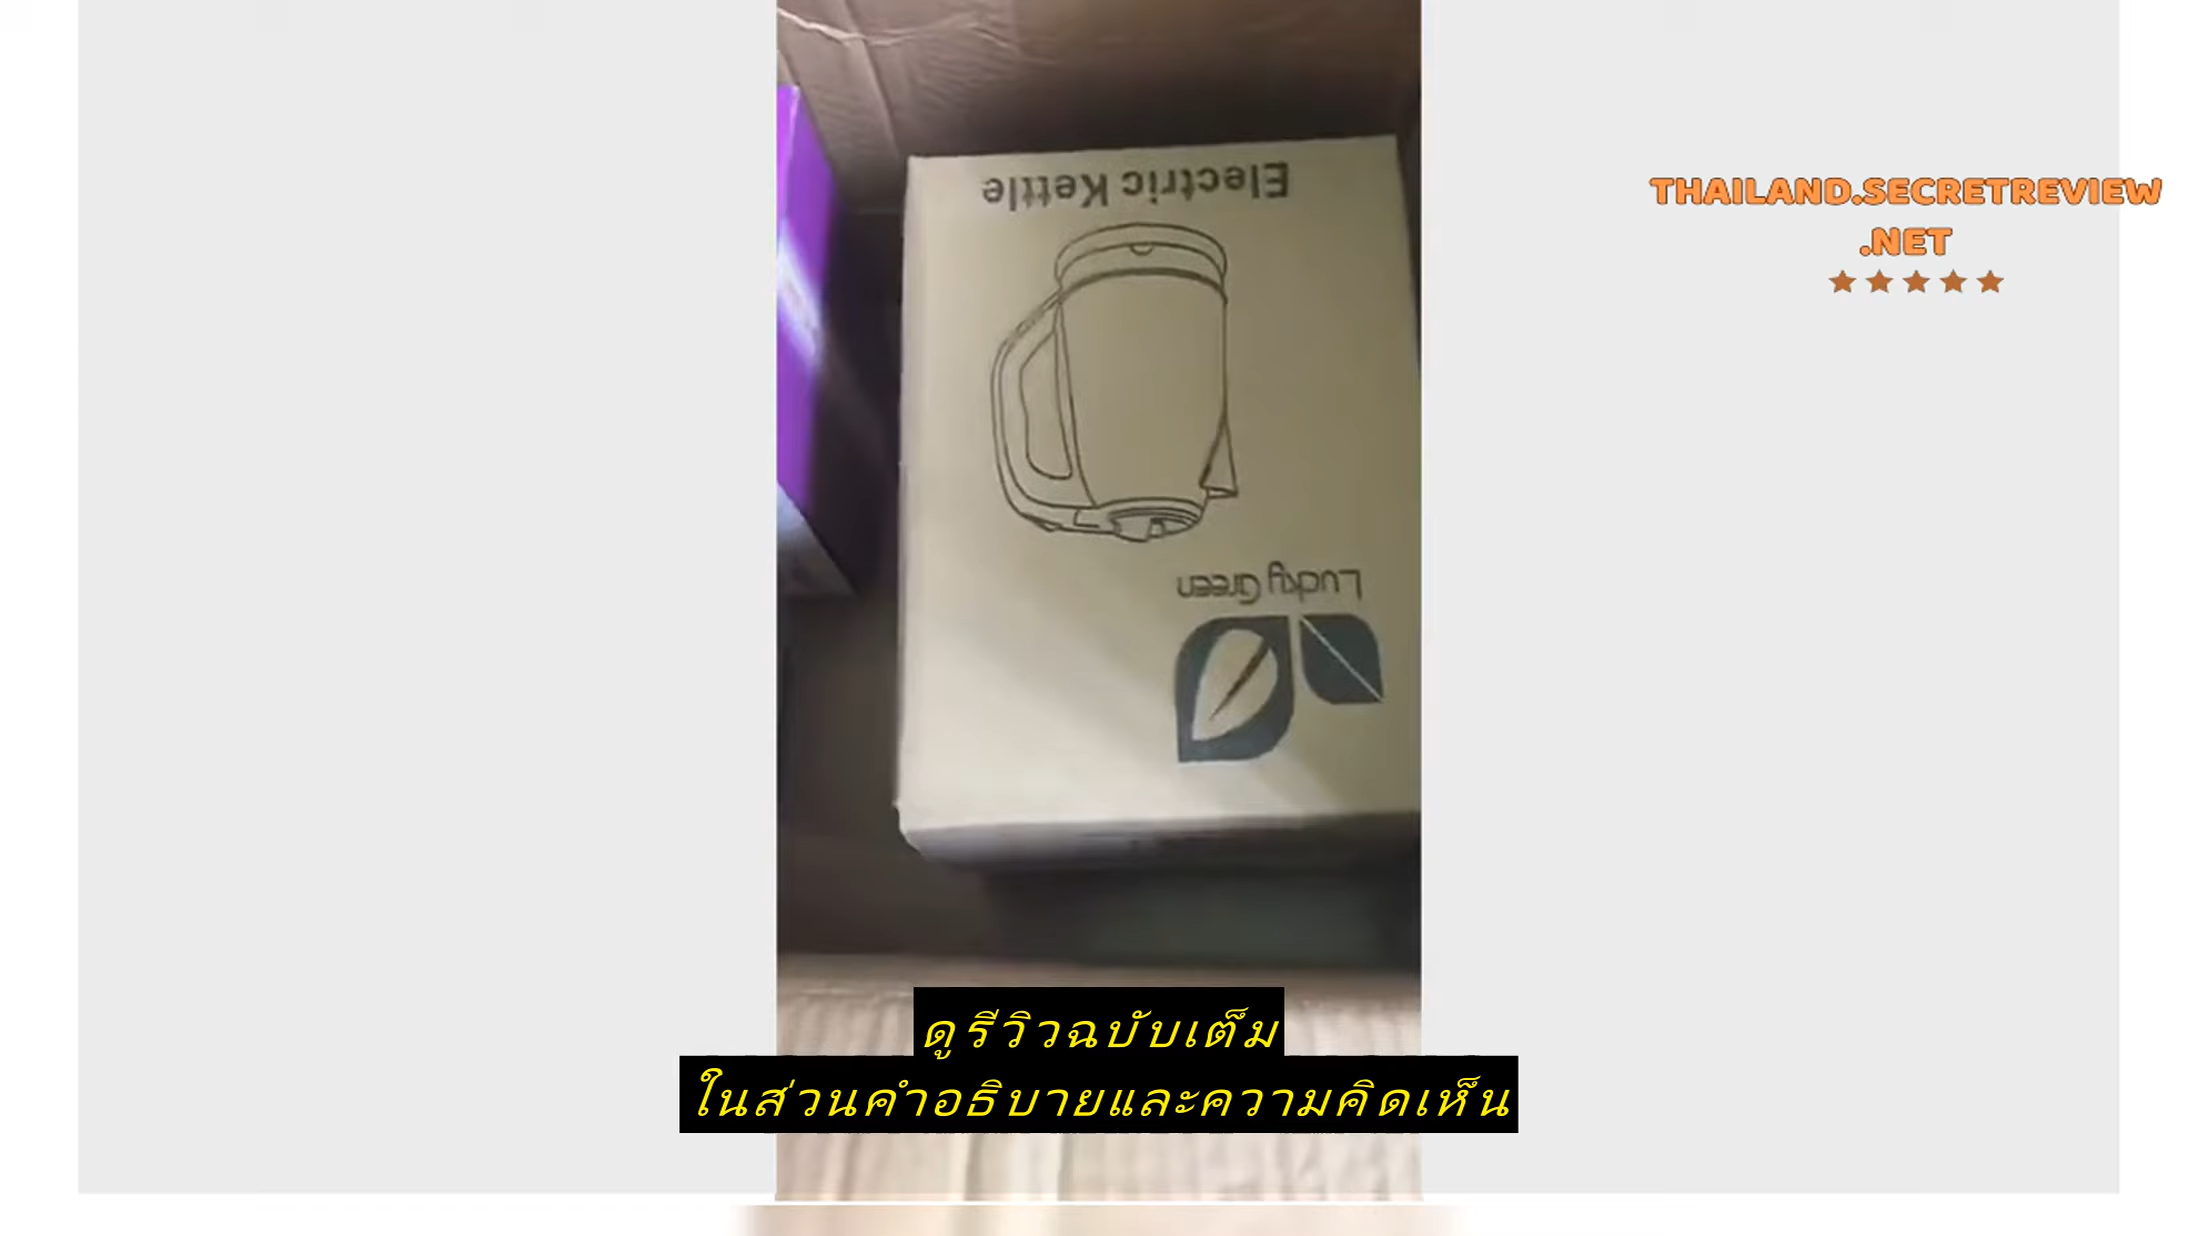 Electric Kettle
Lucky Green
THAILAND.SECRETREVIEW
.NET
ดูรีวิวฉบับเต็ม
ในส่วนคำอธิบายและความคิดเห็น